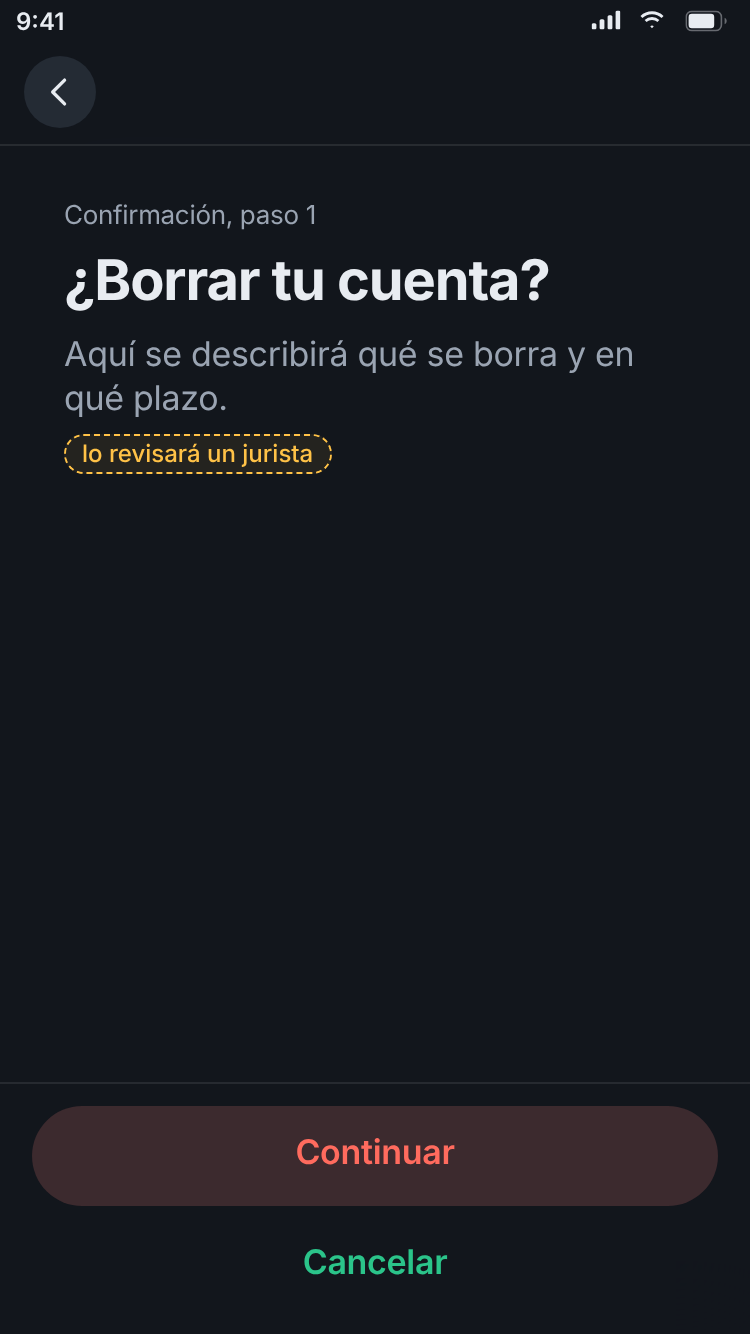 9:41
Confirmación, paso 1
¿Borrar tu cuenta?
Aquí se describirá qué se borra y en
qué plazo.
lo revisará un jurista
Continuar
Cancelar